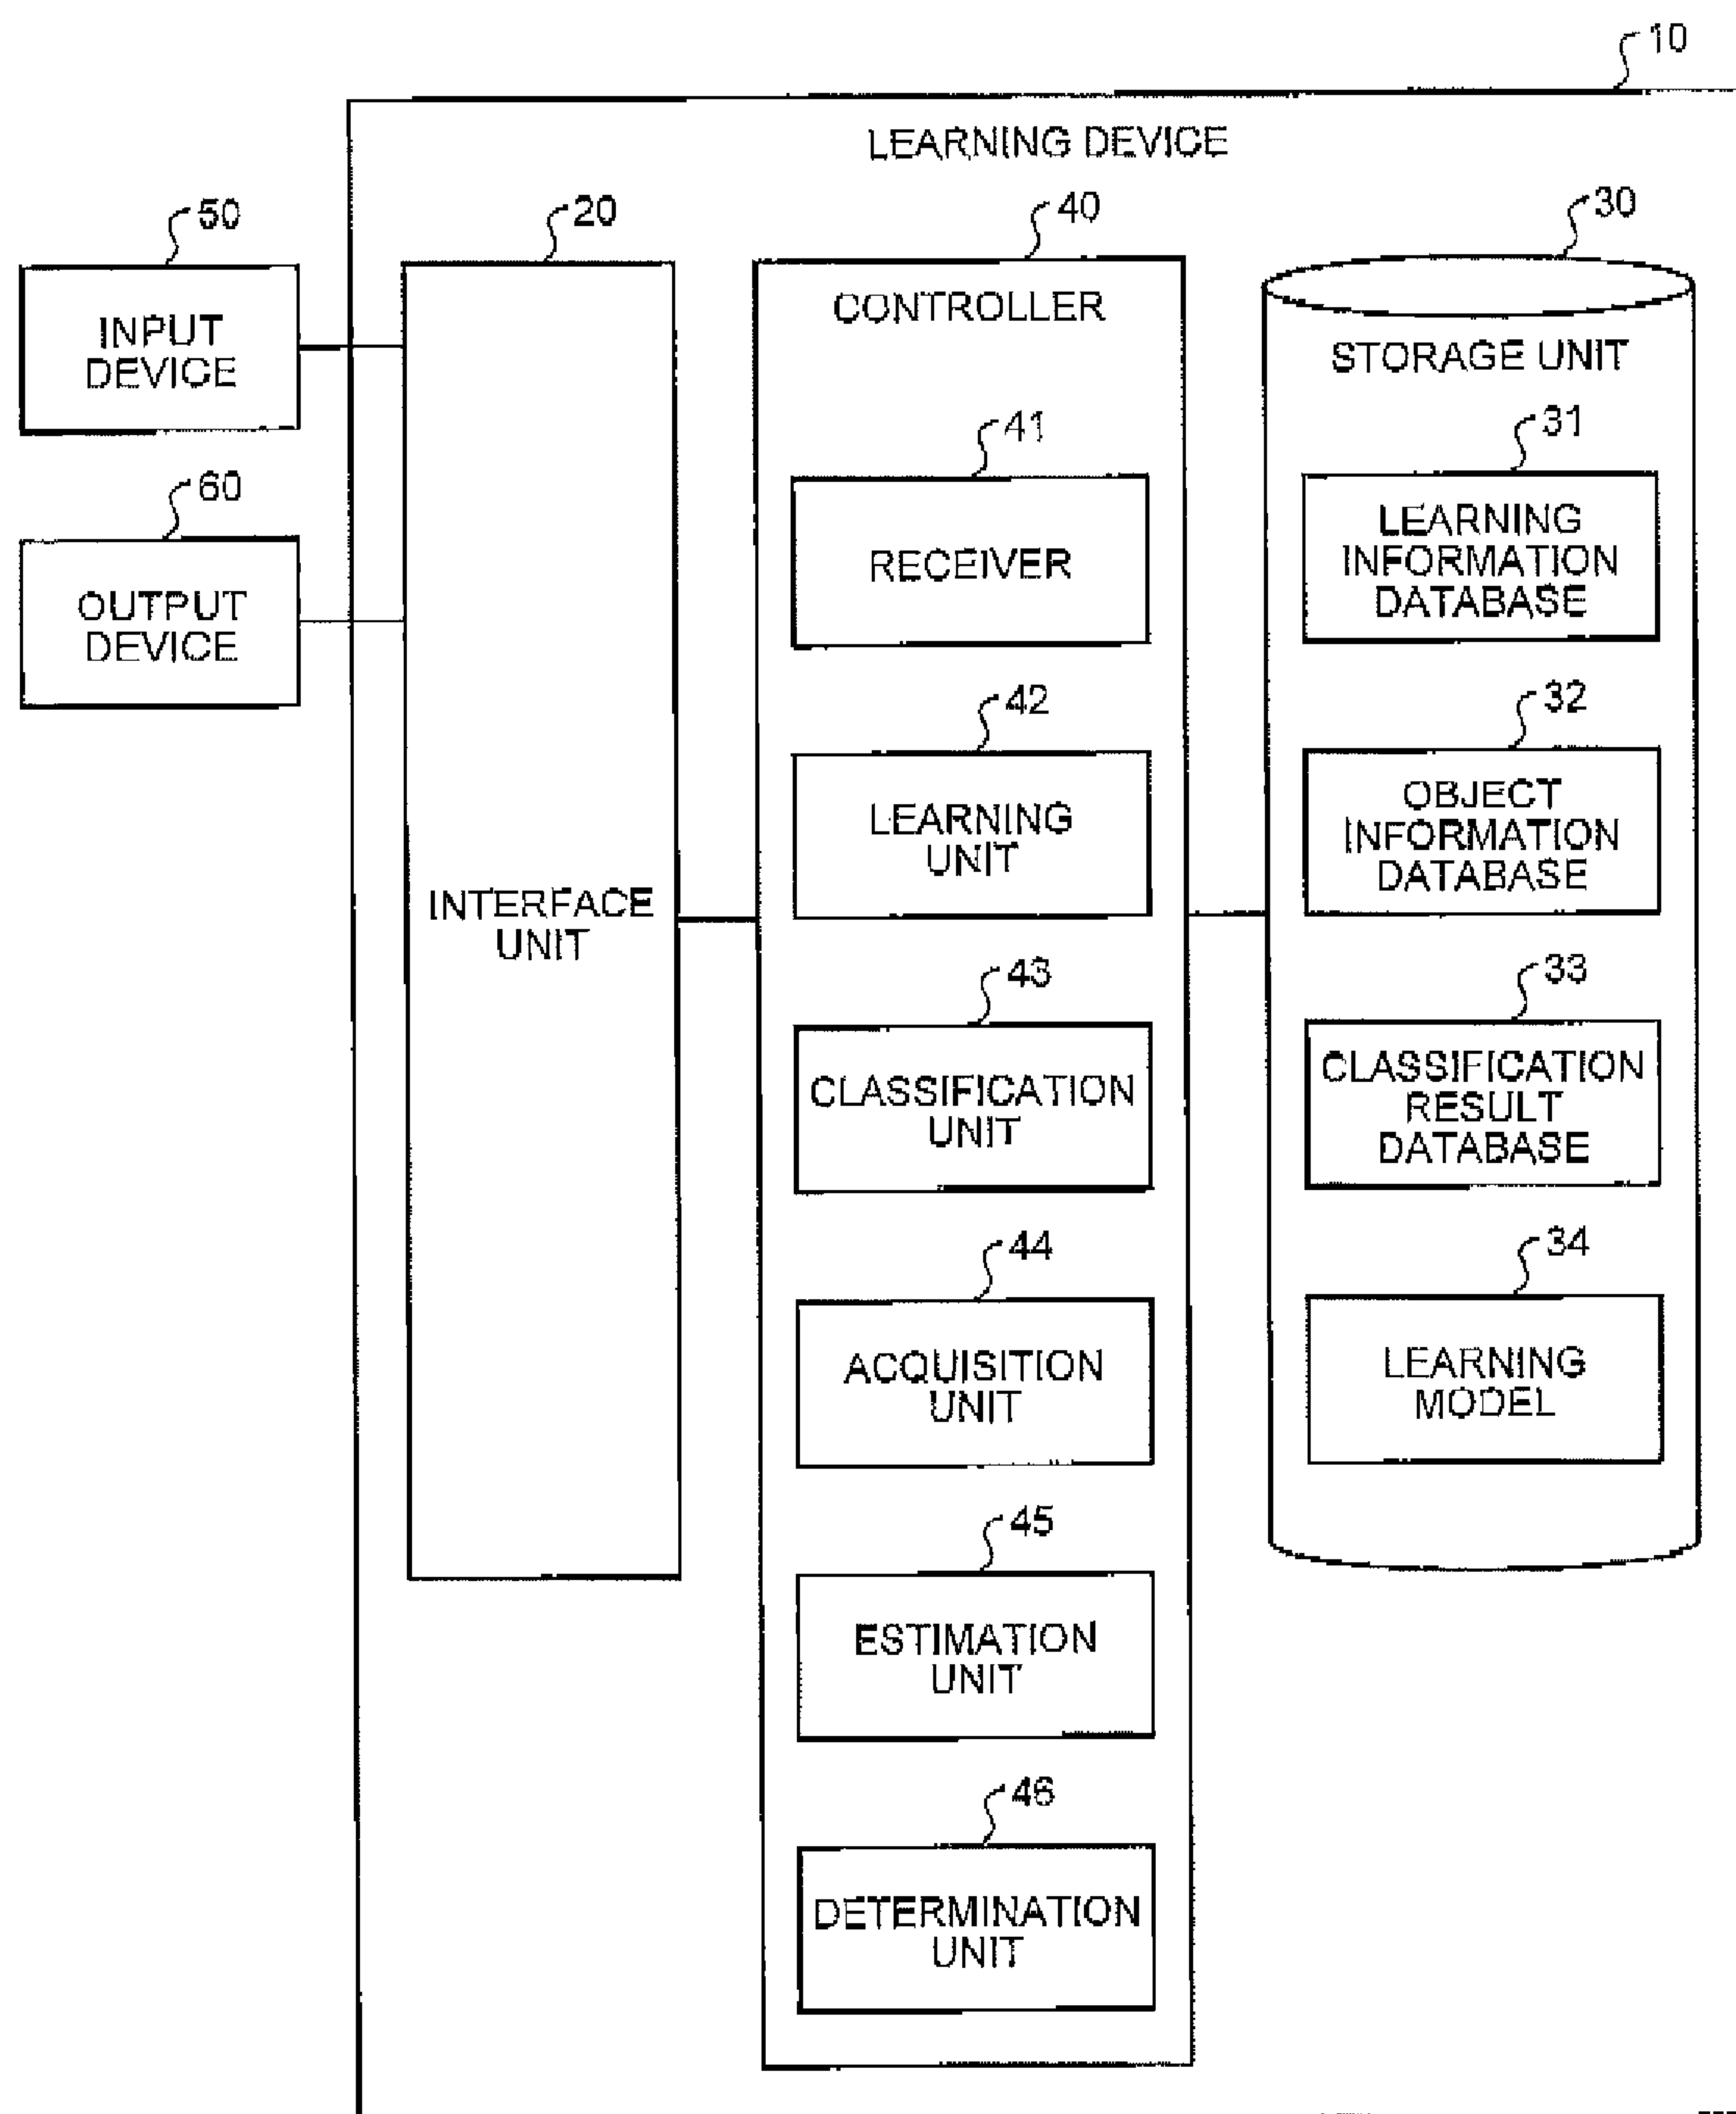 10
LEARNING DEVICE
50
INPUT
DEVICE
60
OUTPUT
DEVICE
20
INTERFACE
UNIT
40
CONTROLLER
41
RECEIVER
42
LEARNING
UNIT
43
CLASSIFICATION
UNIT
44
ACQUISITION
UNIT
45
ESTIMATION
UNIT
46
DETERMINATION
UNIT
30
STORAGE UNIT
31
LEARNING
INFORMATION
DATABASE
32
OBJECT
INFORMATION
DATABASE
33
CLASSIFICATION
RESULT
DATABASE
34
LEARNING
MODEL